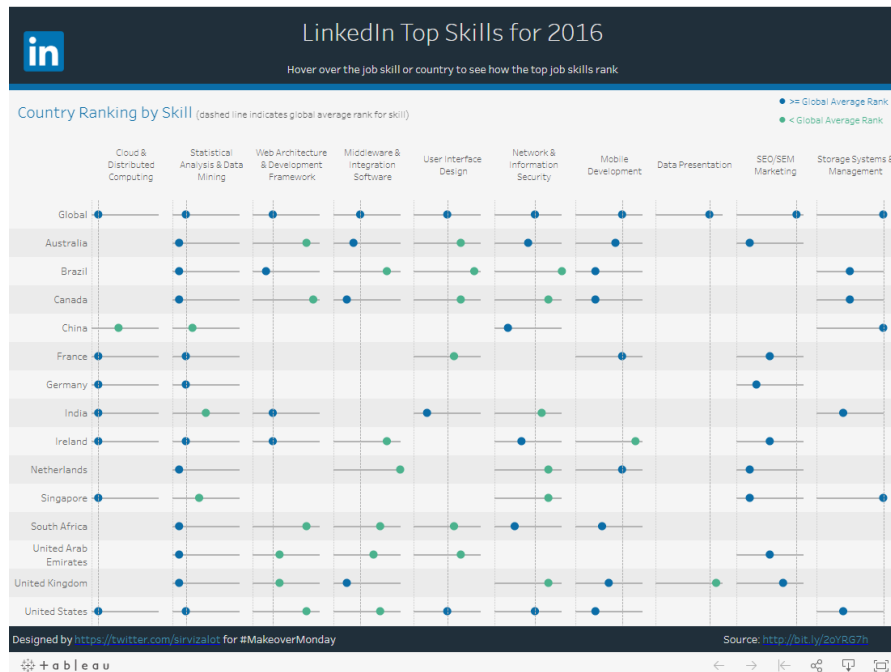 LinkedIn Top Skills for 2016
in
Hover over the job skill or country to see how the top job skills rank
Country Ranking by Skill (dashed line indicates global average rank for skill)
>= Global Average Rank
< Global Average Rank
Cloud &
Distributed
Computing
Statistical
Analysis & Data
Mining
Web Architecture
& Development
Framework
Middleware &
Integration
Software
User Interface
Design
Network &
Information
Security
Mobile
Development
Data Presentation
SEO/SEM
Marketing
Storage Systems &
Management
Global
Australia
Brazil
Canada
China
France
Germany
India
Ireland
Netherlands
Singapore
South Africa
United Arab
Emirates
United Kingdom
United States
Designed by https://twitter.com/sirvizalot for #MakeoverMonday
Source: http://bit.ly/2oYRG7h
+ableau